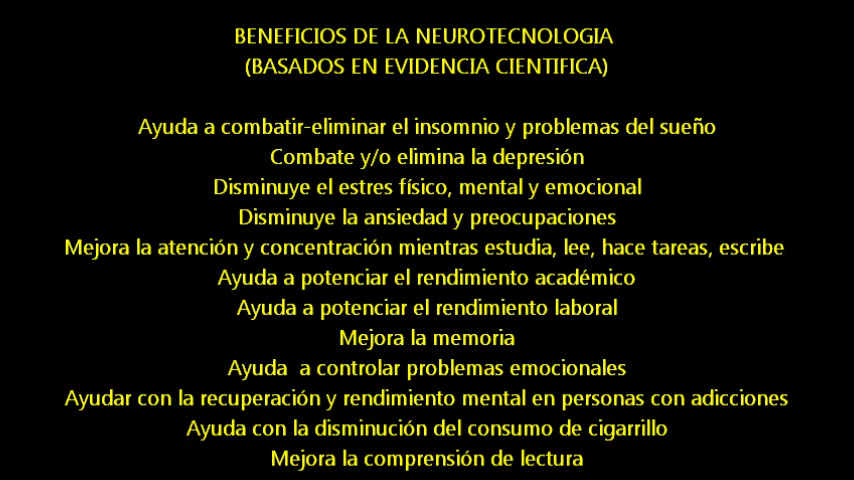 BENEFICIOS DE LA NEUROTECNOLOGIA
(BASADOS EN EVIDENCIA CIENTIFICA)
Ayuda a combatir-eliminar el insomnio y problemas del sueño
Combate y/o elimina la depresión
Disminuye el estres físico, mental y emocional
Disminuye la ansiedad y preocupaciones
Mejora la atención y concentración mientras estudia, lee, hace tareas, escribe
Ayuda a potenciar el rendimiento académico
Ayuda a potenciar el rendimiento laboral
Mejora la memoria
Ayuda  a controlar problemas emocionales
Ayudar con la recuperación y rendimiento mental en personas con adicciones
Ayuda con la disminución del consumo de cigarrillo
Mejora la comprensión de lectura